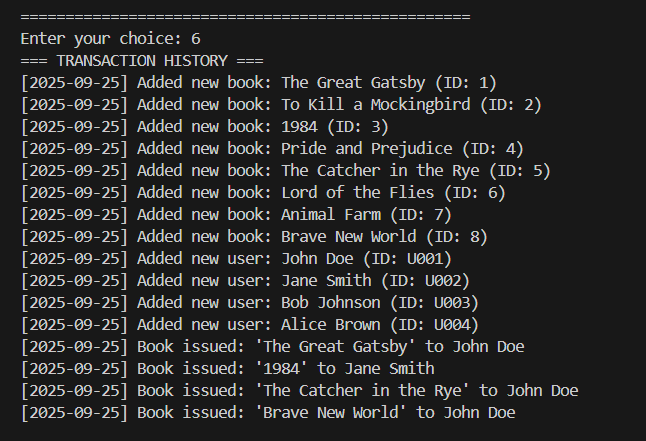 ==================================================
Enter your choice: 6
=== TRANSACTION HISTORY ===
[2025-09-25] Added new book: The Great Gatsby (ID: 1)
[2025-09-25] Added new book: To Kill a Mockingbird (ID: 2)
[2025-09-25] Added new book: 1984 (ID: 3)
[2025-09-25] Added new book: Pride and Prejudice (ID: 4)
[2025-09-25] Added new book: The Catcher in the Rye (ID: 5)
[2025-09-25] Added new book: Lord of the Flies (ID: 6)
[2025-09-25] Added new book: Animal Farm (ID: 7)
[2025-09-25] Added new book: Brave New World (ID: 8)
[2025-09-25] Added new user: John Doe (ID: U001)
[2025-09-25] Added new user: Jane Smith (ID: U002)
[2025-09-25] Added new user: Bob Johnson (ID: U003)
[2025-09-25] Added new user: Alice Brown (ID: U004)
[2025-09-25] Book issued: 'The Great Gatsby' to John Doe
[2025-09-25] Book issued: '1984' to Jane Smith
[2025-09-25] Book issued: 'The Catcher in the Rye' to John Doe
[2025-09-25] Book issued: 'Brave New World' to John Doe